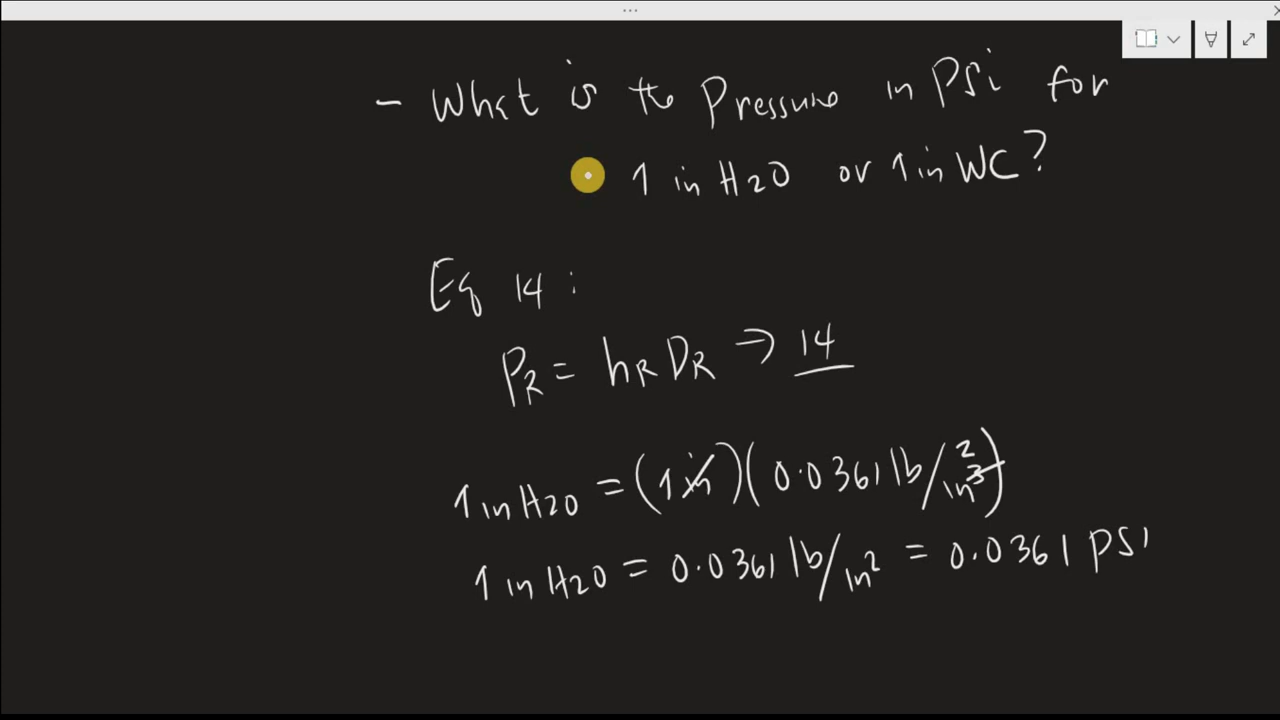 - What is the Pressure in PSi for
1 in H2O or 1 in WC?
Eq 14 :
PR = hR DR → 14
1 in H2O = (1 in)(0.0361 lb/in3 2)
1 in H2O = 0.0361 lb/in2 = 0.0361 psi